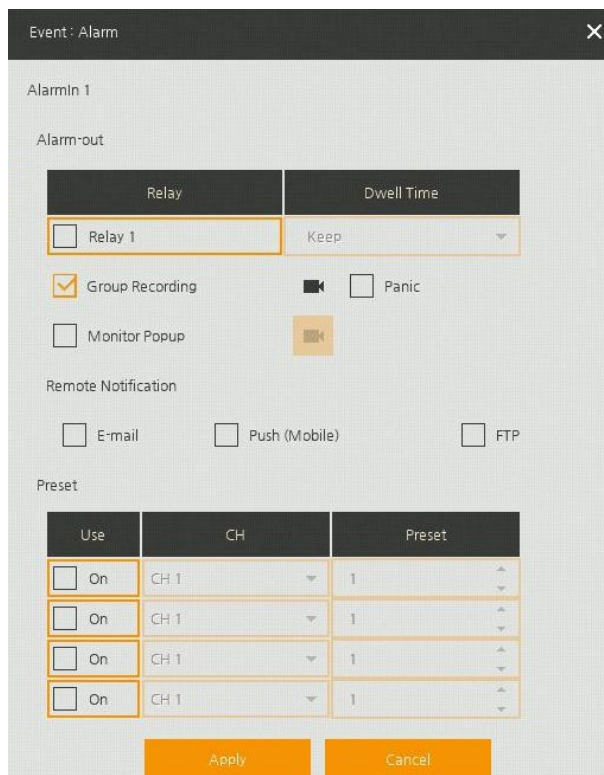 Event : Alarm
AlarmIn 1
Alarm-out
Relay Dwell Time
Relay 1 Keep
Group Recording Panic
Monitor Popup
Remote Notification
E-mail Push (Mobile) FTP
Preset
Use CH Preset
On CH 1 1
On CH 1 1
On CH 1 1
On CH 1 1
Apply Cancel